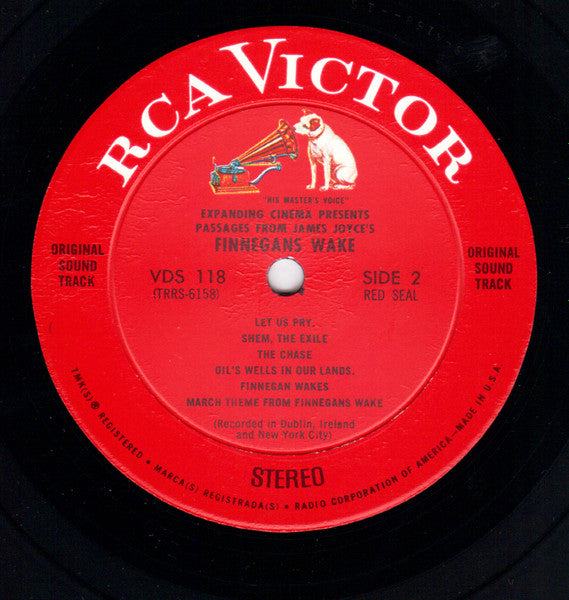 RCA VICTOR
"HIS MASTER'S VOICE"
EXPANDING CINEMA PRESENTS
PASSAGES FROM JAMES JOYCE'S
FINNEGANS WAKE
ORIGINAL
SOUND
TRACK
VDS 118
(TRRS-6158)
SIDE 2
RED SEAL
ORIGINAL
SOUND
TRACK
LET US PRY.
SHEM, THE EXILE
THE CHASE
OIL'S WELLS IN OUR LANDS.
FINNEGAN WAKES
MARCH THEME FROM FINNEGANS WAKE
(Recorded in Dublin, Ireland
and New York City)
STEREO
T.M.K(S) ® REGISTERED • MARCA(S) REGISTRADA(S) • RADIO CORPORATION OF AMERICA—MADE IN U.S.A.